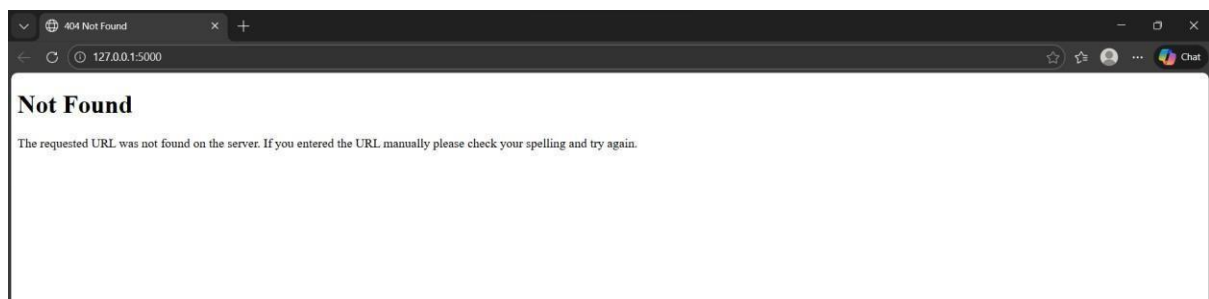 404 Not Found
127.0.0.1:5000
Chat
Not Found
The requested URL was not found on the server. If you entered the URL manually please check your spelling and try again.